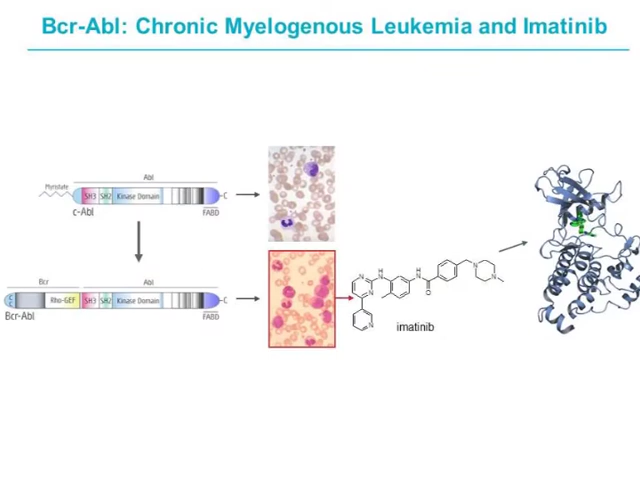 Bcr-Abl: Chronic Myelogenous Leukemia and Imatinib
Abl
Myristate
SH3 SH2 Kinase Domain
C
c-Abl
FABD
Bcr
Abl
CC
Rho-GEF SH3 SH2 Kinase Domain
C
Bcr-Abl
FABD
N
N
H
N
H
N
O
N
N
N
imatinib